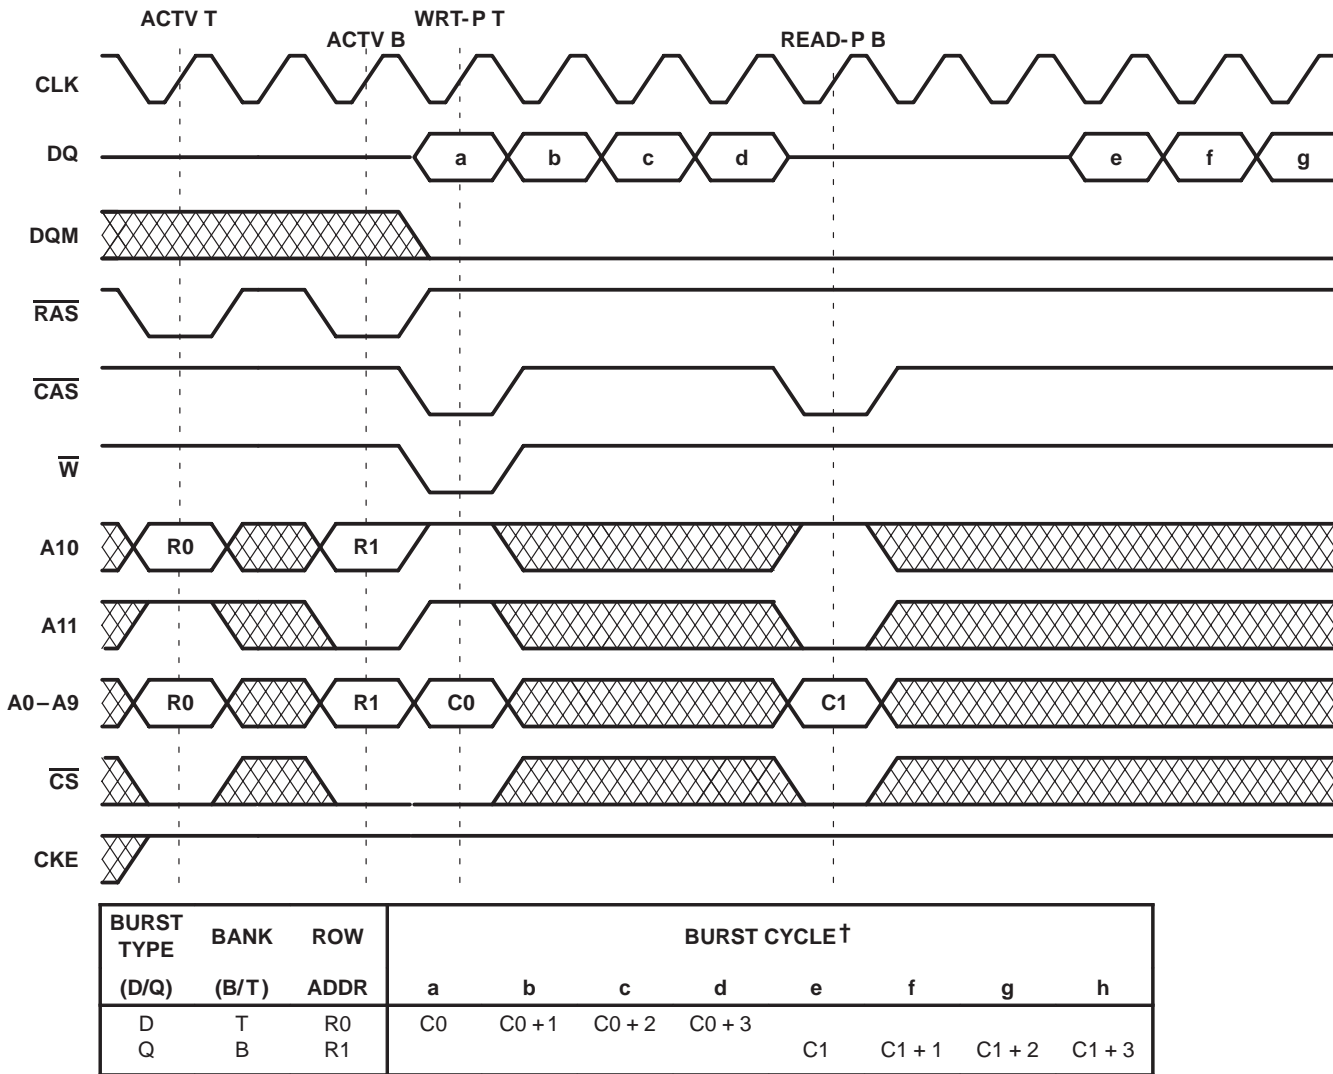 ACTV T
WRT-P T
ACTV B
READ-P B
CLK
DQ
a b c d e f g
DQM
RAS
CAS
W
A10
R0 R1
A11
A0–A9
R0 R1 C0 C1
CS
CKE
BURST TYPE BANK ROW BURST CYCLE†
(D/Q) (B/T) ADDR a b c d e f g h
D T R0 C0 C0 + 1 C0 + 2 C0 + 3
Q B R1 C1 C1 + 1 C1 + 2 C1 + 3